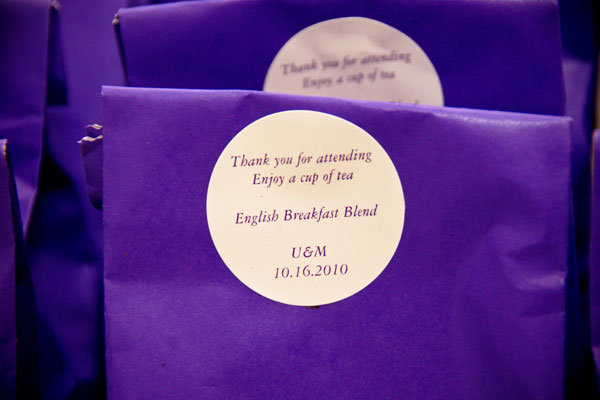 Thank you for attending
Enjoy a cup of tea
Thank you for attending
Enjoy a cup of tea
English Breakfast Blend
U&M
10.16.2010